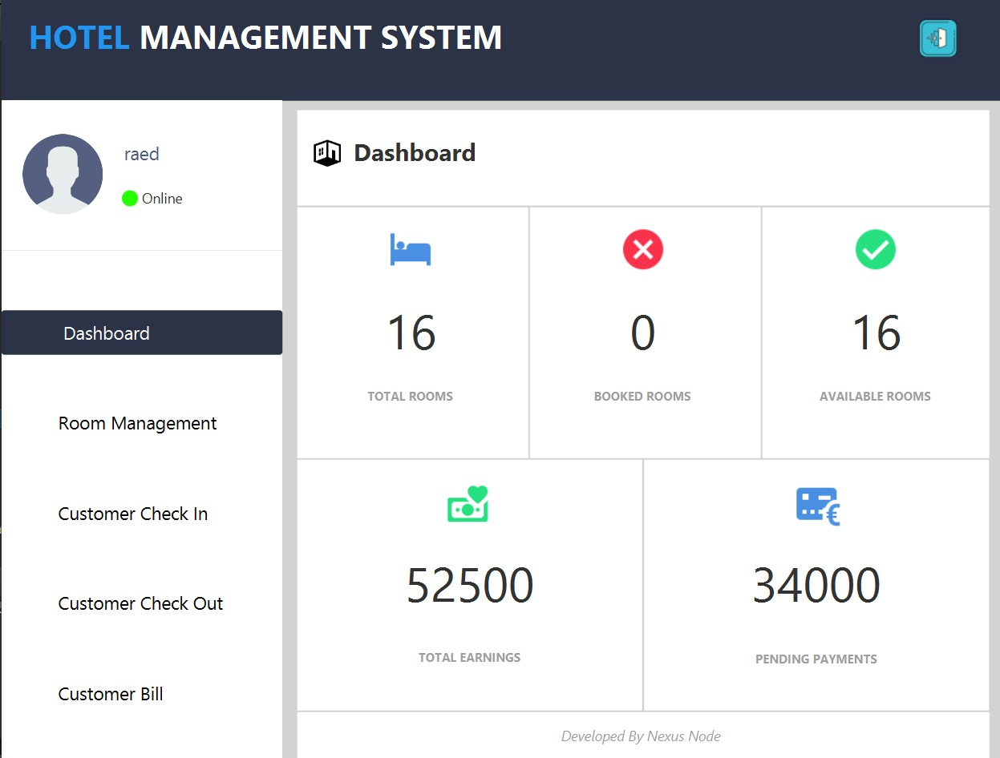 HOTEL MANAGEMENT SYSTEM
raed
Online
Dashboard
Room Management
Customer Check In
Customer Check Out
Customer Bill
Dashboard
16
TOTAL ROOMS
0
BOOKED ROOMS
16
AVAILABLE ROOMS
52500
TOTAL EARNINGS
€
34000
PENDING PAYMENTS
Developed By Nexus Node